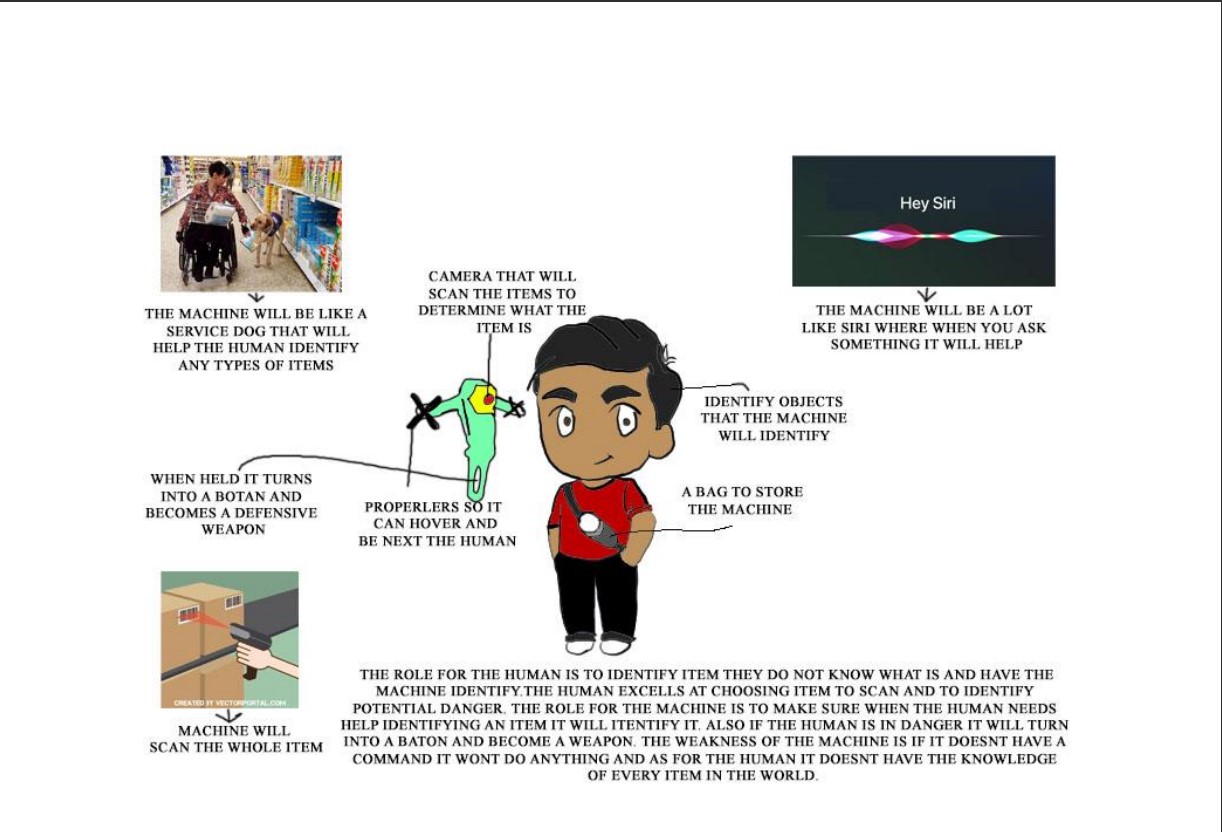 Hey Siri
THE MACHINE WILL BE LIKE A
SERVICE DOG THAT WILL
HELP THE HUMAN IDENTIFY
ANY TYPES OF ITEMS
CAMERA THAT WILL
SCAN THE ITEMS TO
DETERMINE WHAT THE
ITEM IS
THE MACHINE WILL BE A LOT
LIKE SIRI WHERE WHEN YOU ASK
SOMETHING IT WILL HELP
IDENTIFY OBJECTS
THAT THE MACHINE
WILL IDENTIFY
WHEN HELD IT TURNS
INTO A BOTAN AND
BECOMES A DEFENSIVE
WEAPON
PROPERLERS SO IT
CAN HOVER AND
BE NEXT THE HUMAN
A BAG TO STORE
THE MACHINE
CREATED BY VECTORPORTAL.COM
MACHINE WILL
SCAN THE WHOLE ITEM
THE ROLE FOR THE HUMAN IS TO IDENTIFY ITEM THEY DO NOT KNOW WHAT IS AND HAVE THE
MACHINE IDENTIFY.THE HUMAN EXCELLS AT CHOOSING ITEM TO SCAN AND TO IDENTIFY
POTENTIAL DANGER. THE ROLE FOR THE MACHINE IS TO MAKE SURE WHEN THE HUMAN NEEDS
HELP IDENTIFYING AN ITEM IT WILL ITENTIFY IT. ALSO IF THE HUMAN IS IN DANGER IT WILL TURN
INTO A BATON AND BECOME A WEAPON. THE WEAKNESS OF THE MACHINE IS IF IT DOESNT HAVE A
COMMAND IT WONT DO ANYTHING AND AS FOR THE HUMAN IT DOESNT HAVE THE KNOWLEDGE
OF EVERY ITEM IN THE WORLD.